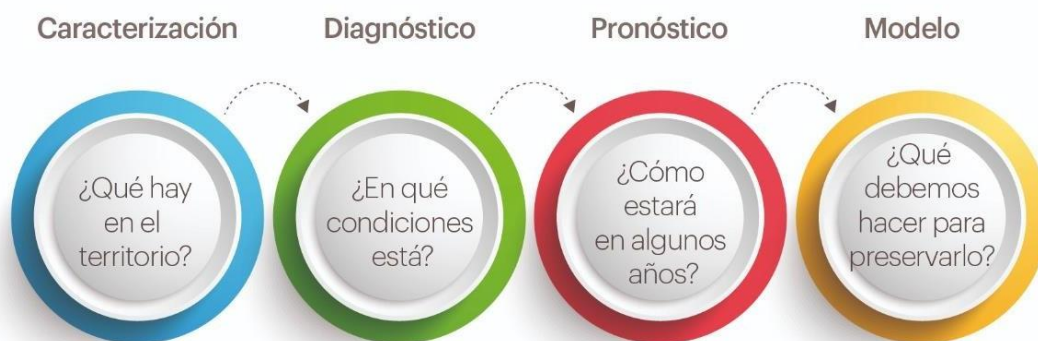 Caracterización
Diagnóstico
Pronóstico
Modelo
¿Qué hay
en el
territorio?
¿En qué
condiciones
está?
¿Cómo
estará
en algunos
años?
¿Qué
debemos
hacer para
preservarlo?